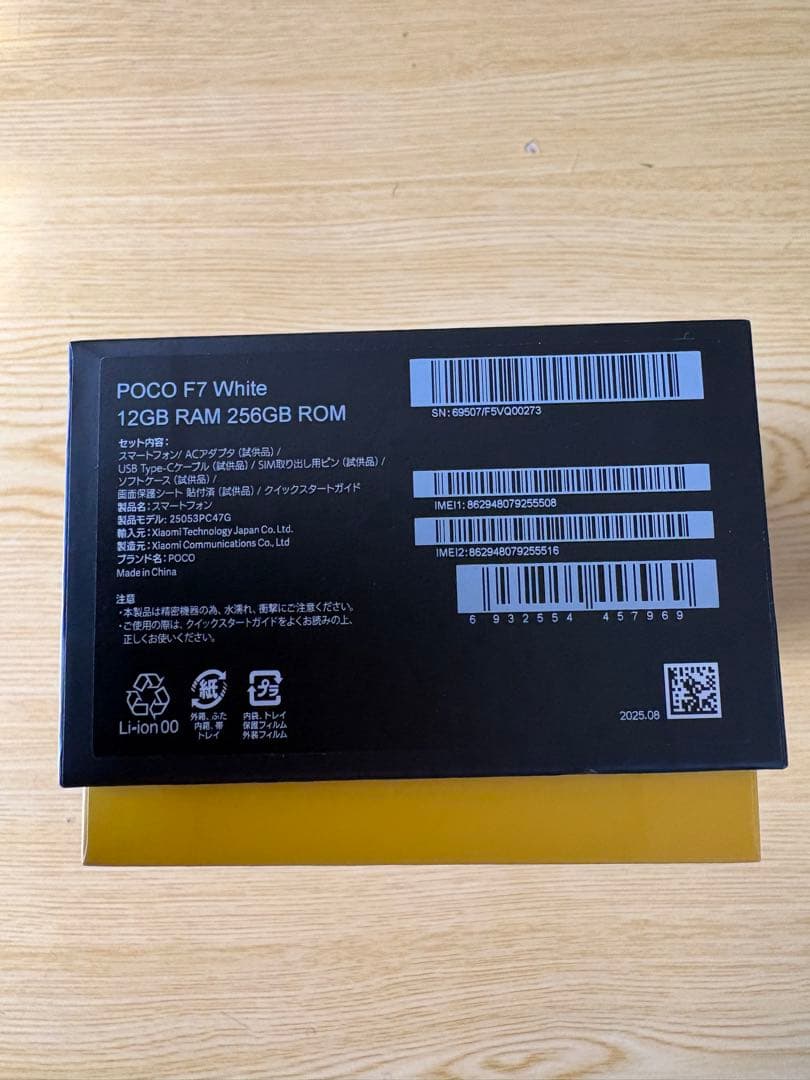 POCO F7 White
12GB RAM 256GB ROM
セット内容：
スマートフォン/ ACアダプタ (試供品) /
USB Type-Cケーブル (試供品) / SIM取り出し用ピン (試供品) /
ソフトケース (試供品) /
画面保護シート 貼付済 (試供品) / クイックスタートガイド
製品名：スマートフォン
製品モデル: 25053PC47G
輸入元：Xiaomi Technology Japan Co., Ltd.
製造元：Xiaomi Communications Co., Ltd
ブランド名：POCO
Made in China
注意
・本製品は精密機器の為、水濡れ、衝撃にご注意ください。
・ご使用の際は、クイックスタートガイドをよくお読みの上、
正しくお使いください。
Li-ion 00
紙
外箱、ふた
内箱、帯
トレイ
プラ
内袋、トレイ
保護フィルム
外装フィルム
SN: 69507/F5VQ00273
IMEI1: 862948079255508
IMEI2: 862948079255516
6 932554 457969
2025.08